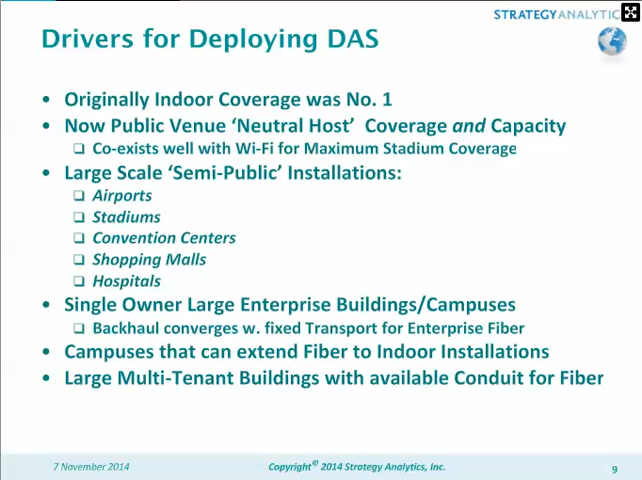 STRATEGYANALYTIC
Drivers for Deploying DAS
• Originally Indoor Coverage was No. 1
• Now Public Venue ‘Neutral Host’ Coverage and Capacity
❑ Co-exists well with Wi-Fi for Maximum Stadium Coverage
• Large Scale ‘Semi-Public’ Installations:
❑ Airports
❑ Stadiums
❑ Convention Centers
❑ Shopping Malls
❑ Hospitals
• Single Owner Large Enterprise Buildings/Campuses
❑ Backhaul converges w. fixed Transport for Enterprise Fiber
• Campuses that can extend Fiber to Indoor Installations
• Large Multi-Tenant Buildings with available Conduit for Fiber
7 November 2014
Copyright© 2014 Strategy Analytics, Inc.
9